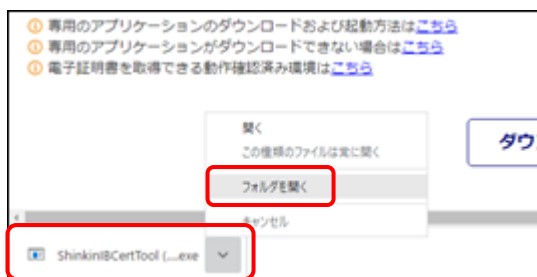 ① 専用のアプリケーションのダウンロードおよび起動方法はこちら
① 専用のアプリケーションがダウンロードできない場合はこちら
① 電子証明書を取得できる動作確認済み環境はこちら
開く
この種類のファイルは常に開く
ダウ
フォルダを開く
キャンセル
ShinkinIBCertTool (....exe